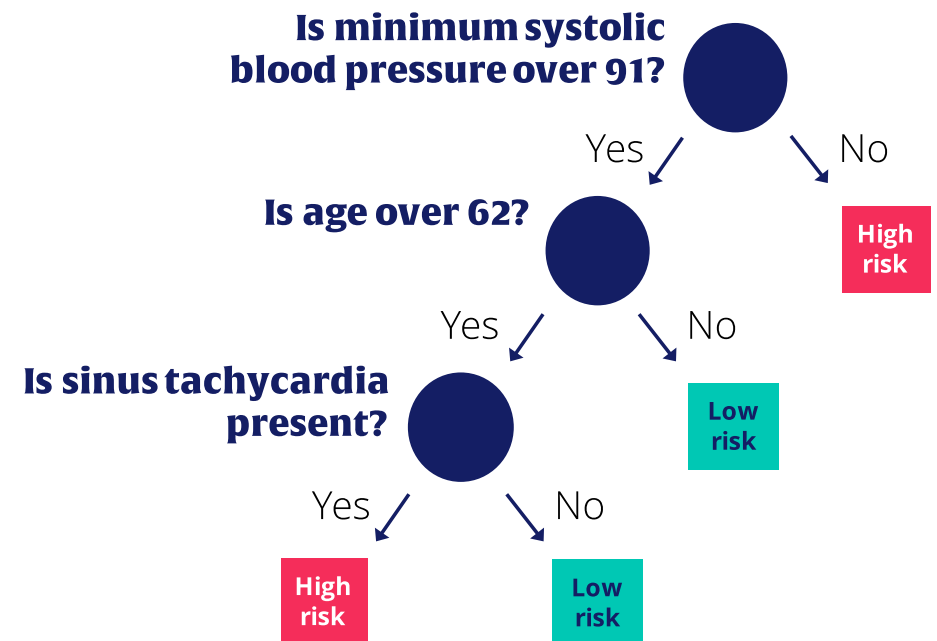 Is minimum systolic
blood pressure over 91?
Yes
No
Is age over 62?
High
risk
Yes
No
Is sinus tachycardia
present?
Low
risk
Yes
No
High
risk
Low
risk